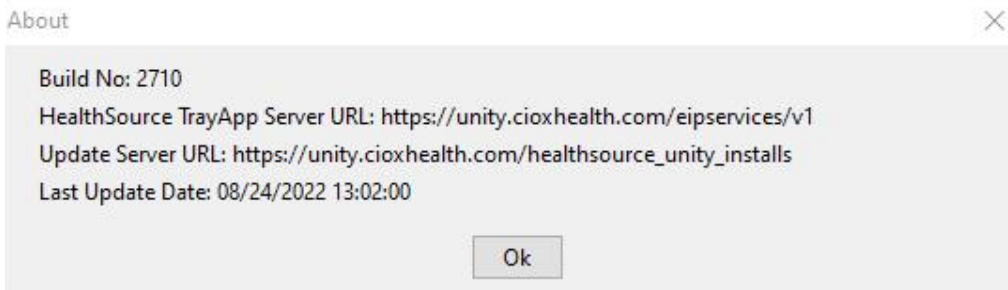 About
Build No: 2710
HealthSource TrayApp Server URL: https://unity.cioxhealth.com/eipservices/v1
Update Server URL: https://unity.cioxhealth.com/healthsource_unity_installs
Last Update Date: 08/24/2022 13:02:00
Ok